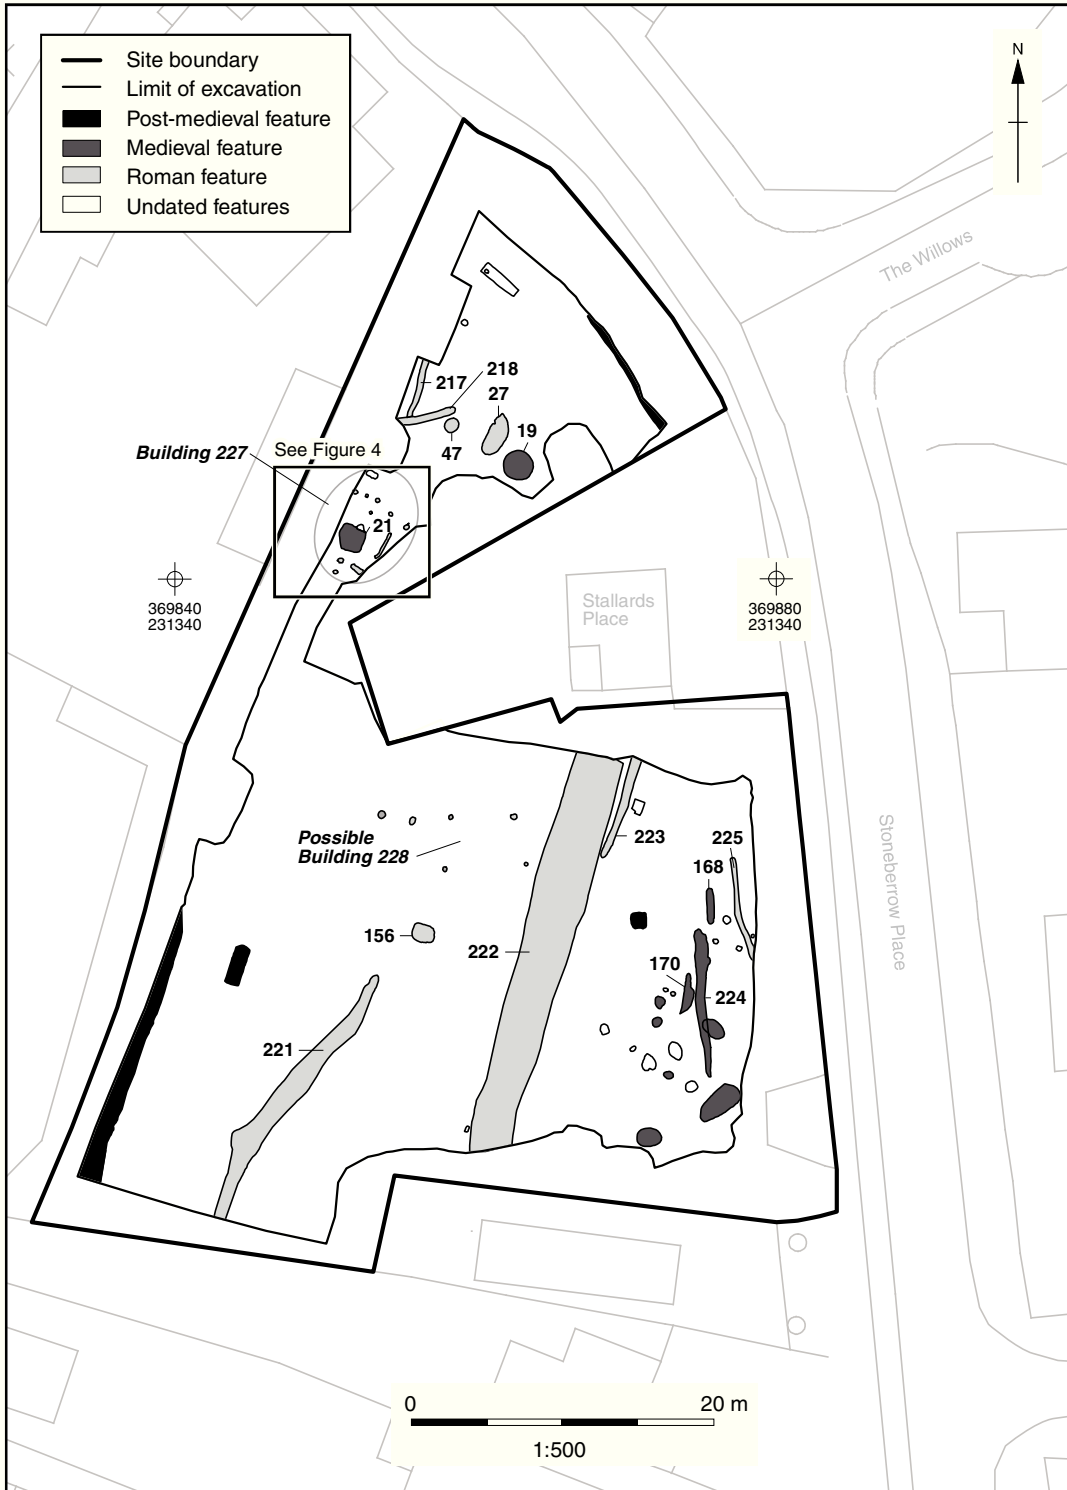 Site boundary
Limit of excavation
Post-medieval feature
Medieval feature
Roman feature
Undated features
N
The Willows
217
218
27
19
47
Building 227
See Figure 4
21
369840
231340
Stallards
Place
369880
231340
Possible
Building 228
223
225
168
Stoneberrow Place
156
222
170
224
221
0
20 m
1:500